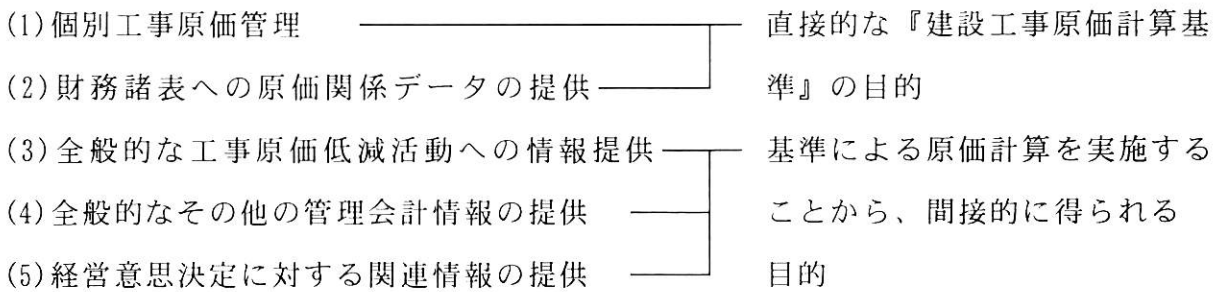 (1)個別工事原価管理 直接的な『建設工事原価計算基
(2)財務諸表への原価関係データの提供 準』の目的
(3)全般的な工事原価低減活動への情報提供 基準による原価計算を実施する
(4)全般的なその他の管理会計情報の提供 ことから、間接的に得られる
(5)経営意思決定に対する関連情報の提供 目的